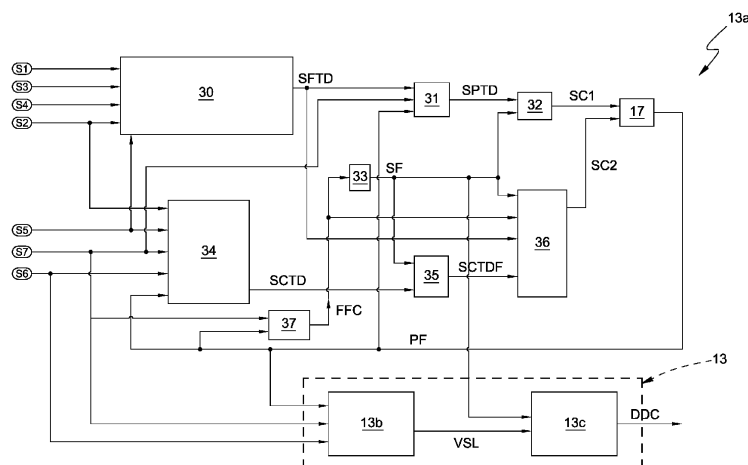 13a
S1
S3
S4
S2
30
SFTD
31
SPTD
32
SC1
17
33
SF
SC2
S5
S7
S6
34
36
35
SCTDF
SCTD
37
FFC
PF
13
13b
VSL
13c
DDC